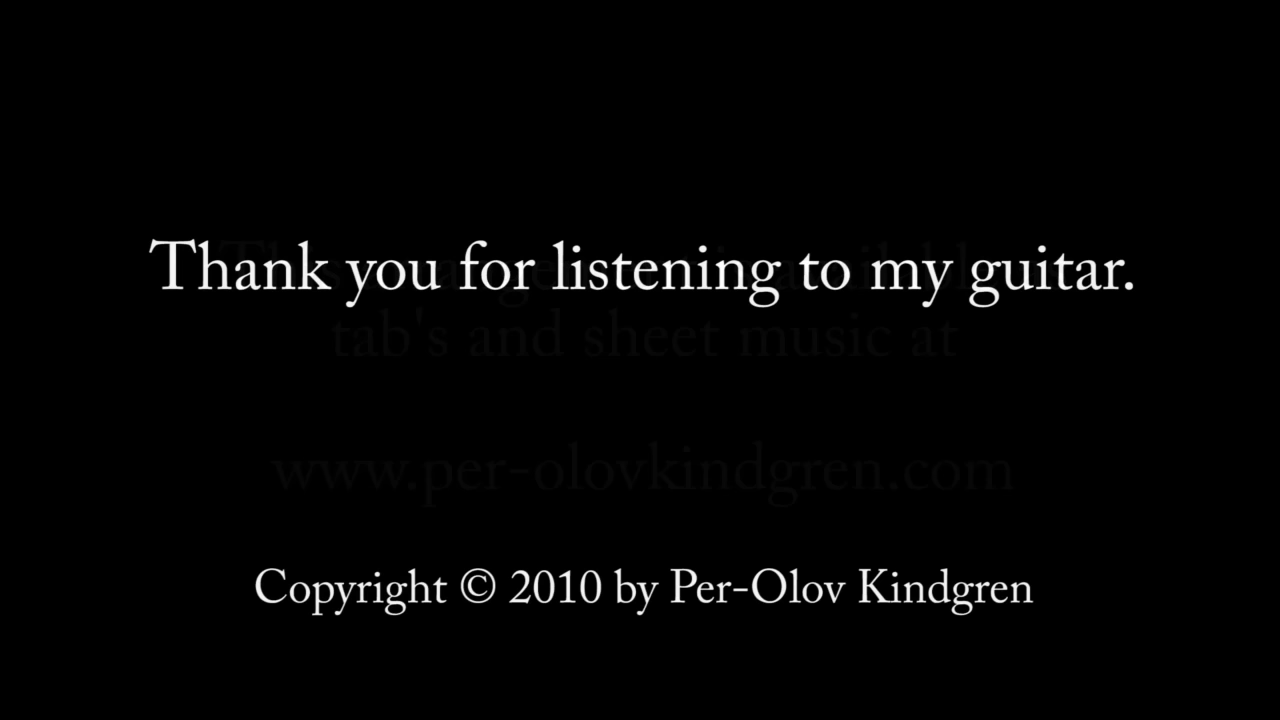 Thank you for listening to my guitar.
tab's and sheet music at
www.per-olovkindgren.com
Copyright © 2010 by Per-Olov Kindgren